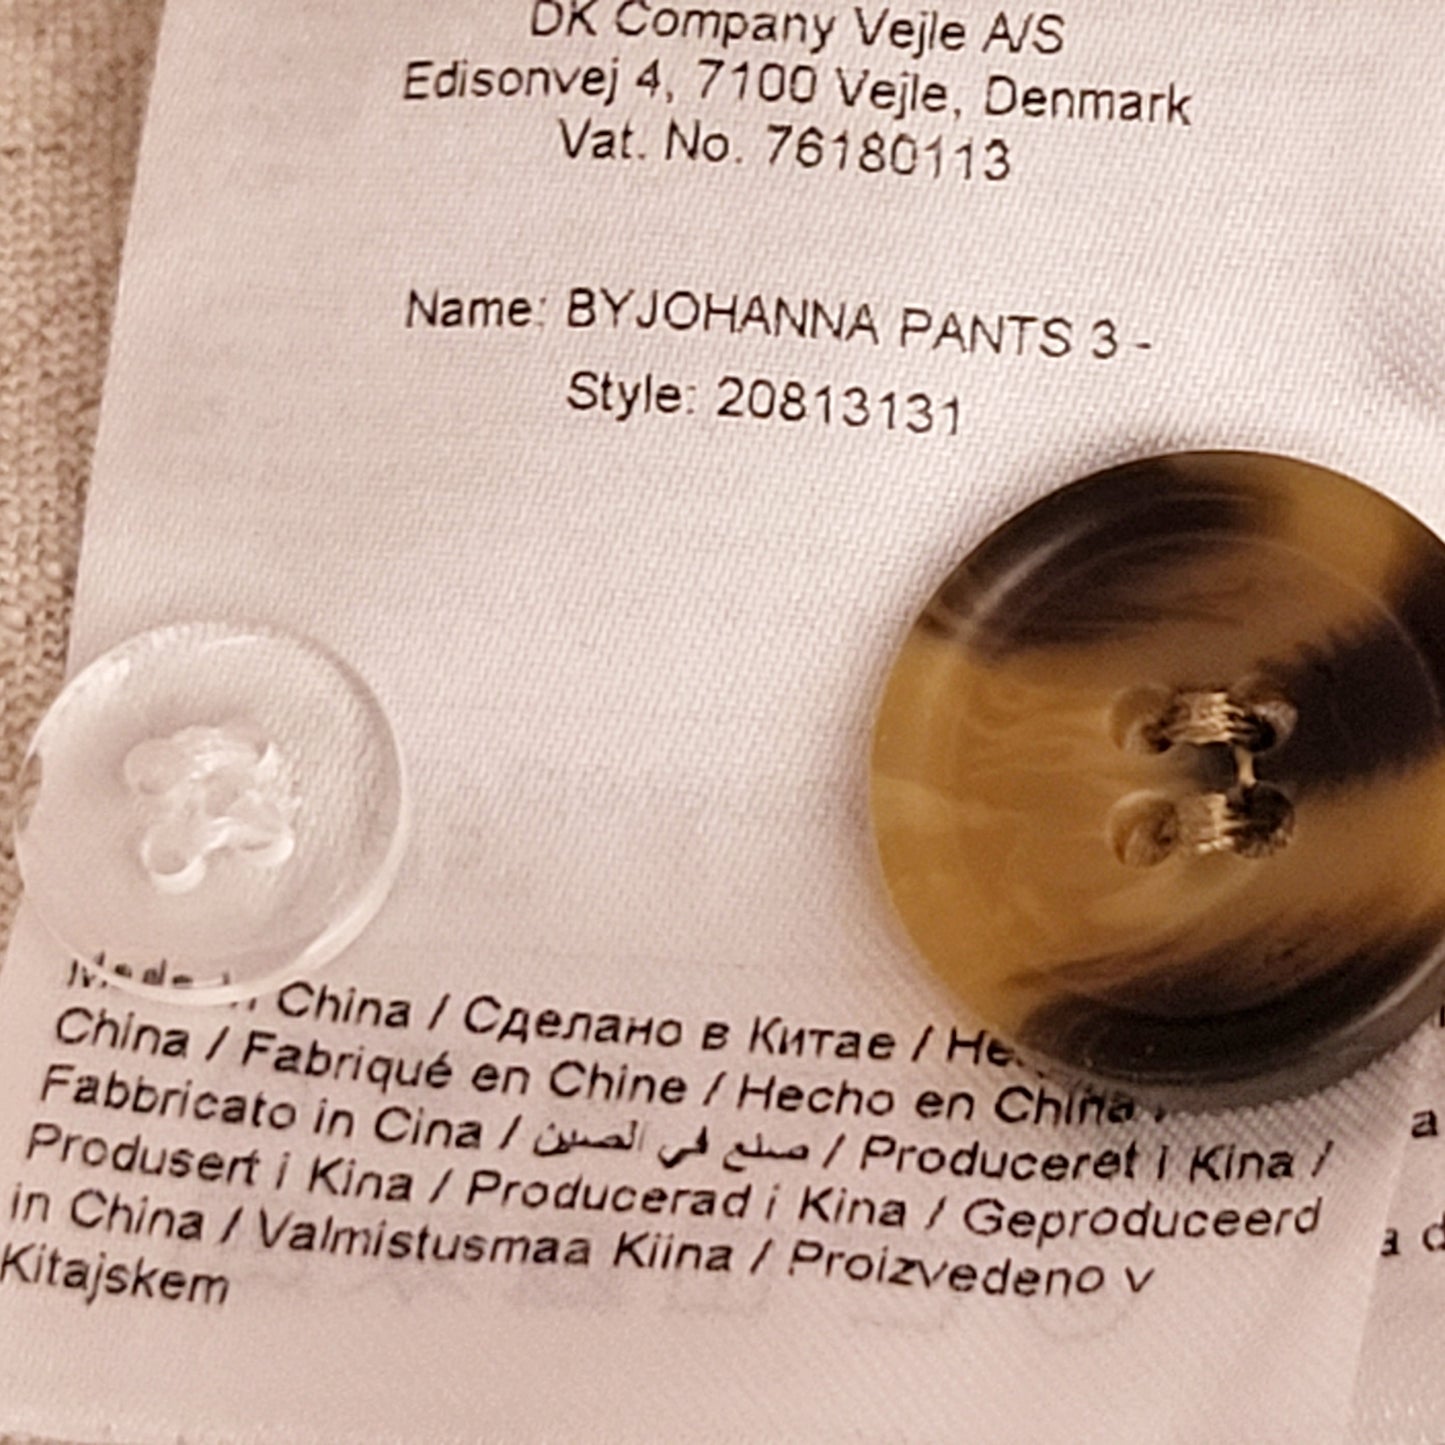 DK Company Vejle A/S
Edisonvej 4, 7100 Vejle, Denmark
Vat. No. 76180113
Name: BYJOHANNA PANTS 3 -
Style: 20813131
Made in China / Сделано в Китае /
China / Fabriqué en Chine / Hecho en China /
Fabbricato in Cina / صنع في الصين / Produceret i Kina /
Produsert i Kina / Producerad i Kina / Geproduceerd
in China / Valmistusmaa Kiina / Proizvedeno v
Kitajskem